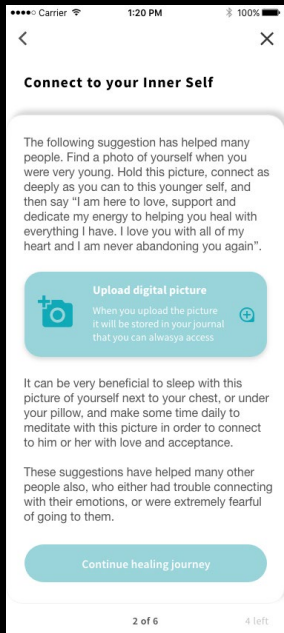 Carrier 1:20 PM 100%
Connect to your Inner Self
The following suggestion has helped many
people. Find a photo of yourself when you
were very young. Hold this picture, connect as
deeply as you can to this younger self, and
then say “I am here to love, support and
dedicate my energy to helping you heal with
everything I have. I love you with all of my
heart and I am never abandoning you again”.
Upload digital picture
When you upload the picture
it will be stored in your journal
that you can alwasya access
It can be very beneficial to sleep with this
picture of yourself next to your chest, or under
your pillow, and make some time daily to
meditate with this picture in order to connect
to him or her with love and acceptance.
These suggestions have helped many other
people also, who either had trouble connecting
with their emotions, or were extremely fearful
of going to them.
Continue healing journey
2 of 6 4 left